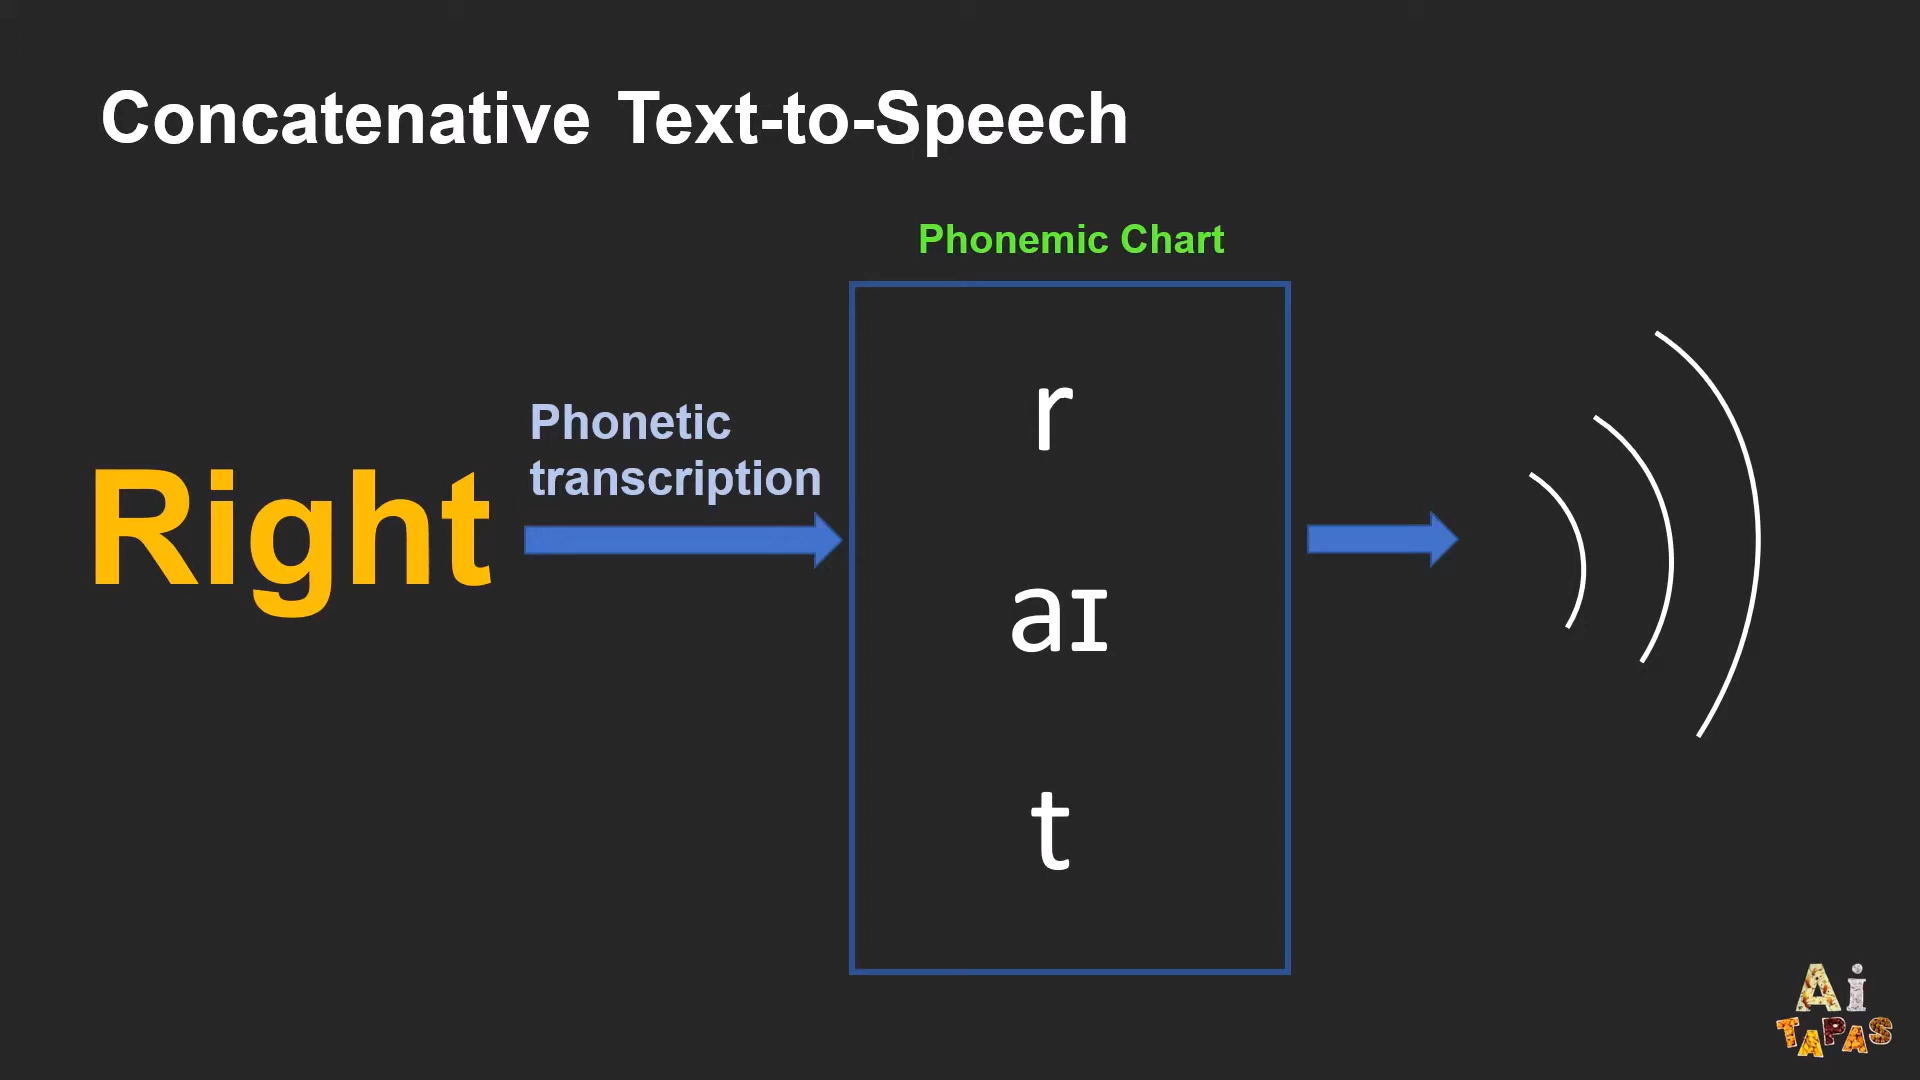 Concatenative Text-to-Speech
Phonemic Chart
Right
Phonetic
transcription
r
aɪ
t
Ai
TAPAS